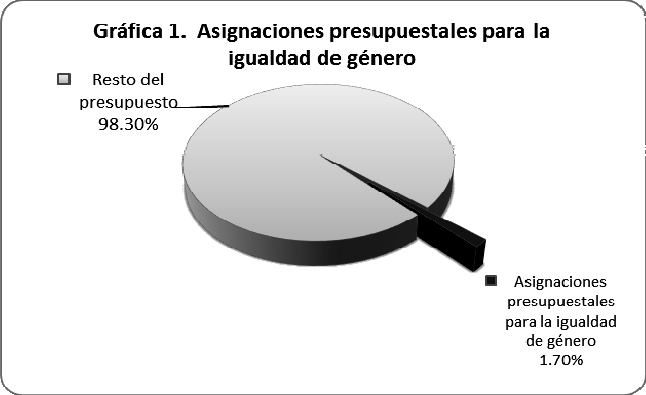 Gráfica 1.  Asignaciones presupuestales para la
igualdad de género
Resto del
presupuesto
98.30%
Asignaciones
presupuestales
para la igualdad
de género
1.70%